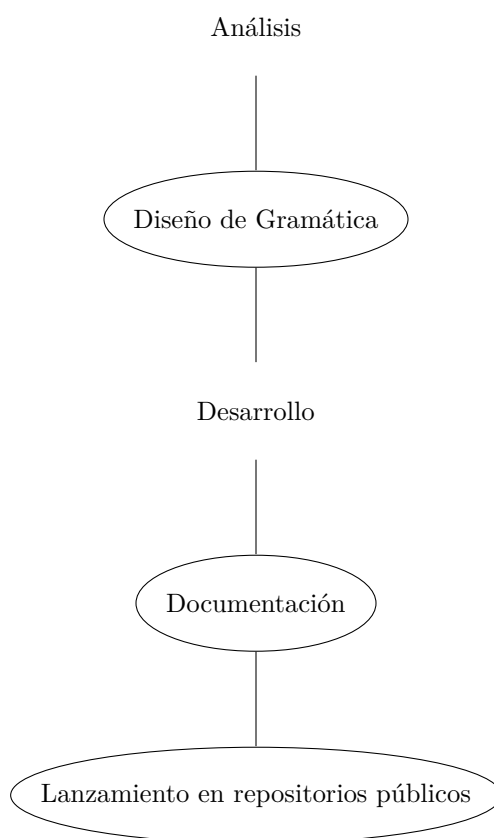 Análisis
Diseño de Gramática
Desarrollo
Documentación
Lanzamiento en repositorios públicos